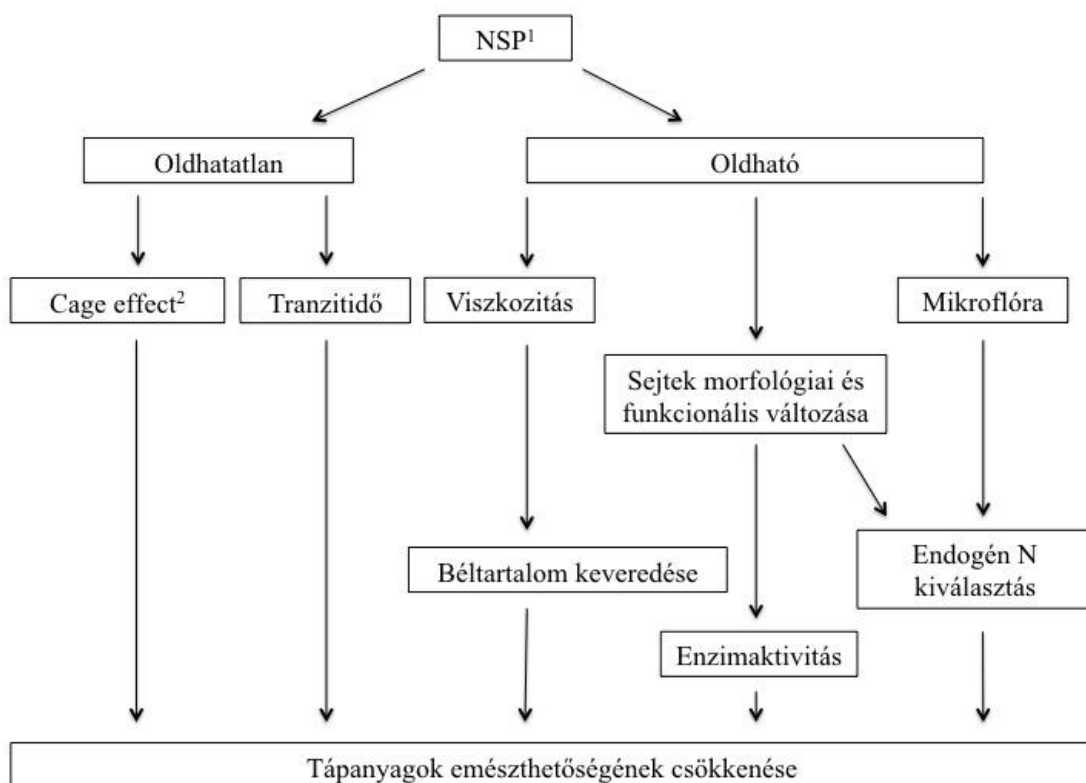 NSP¹
Oldhatatlan
Oldható
Cage effect²
Tranzitidő
Viszkozitás
Mikroflóra
Sejtek morfológiai és
funkcionális változása
Béltartalom keveredése
Endogén N
kiválasztás
Enzimaktivitás
Tápanyagok emészthetőségének csökkenése